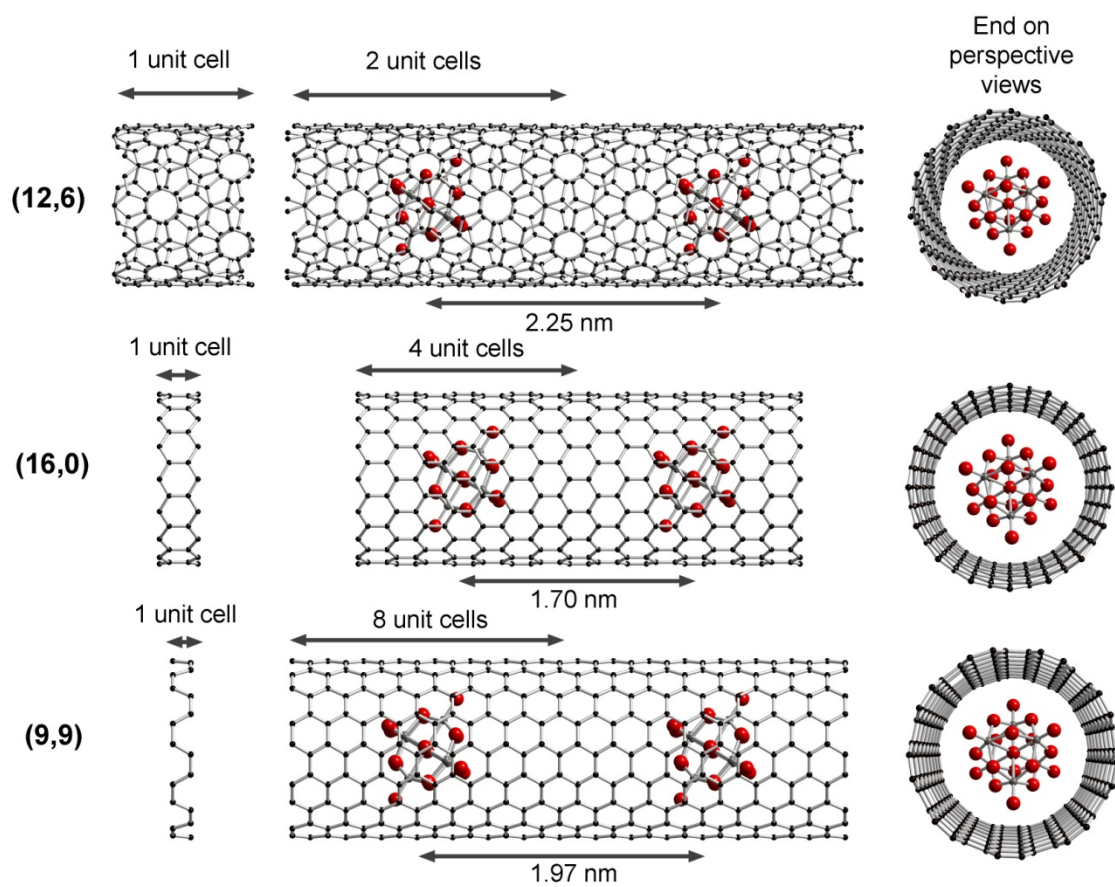 1 unit cell
2 unit cells
End on
perspective
views
(12,6)
2.25 nm
1 unit cell
4 unit cells
(16,0)
1.70 nm
1 unit cell
8 unit cells
(9,9)
1.97 nm